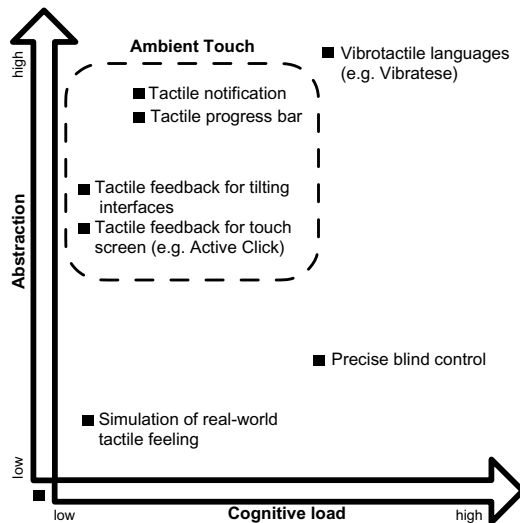 Ambient Touch
Vibrotactile languages
(e.g. Vibratese)
high
Tactile notification
Tactile progress bar
Tactile feedback for tilting
interfaces
Tactile feedback for touch
screen (e.g. Active Click)
Abstraction
Precise blind control
Simulation of real-world
tactile feeling
low
low
Cognitive load
high